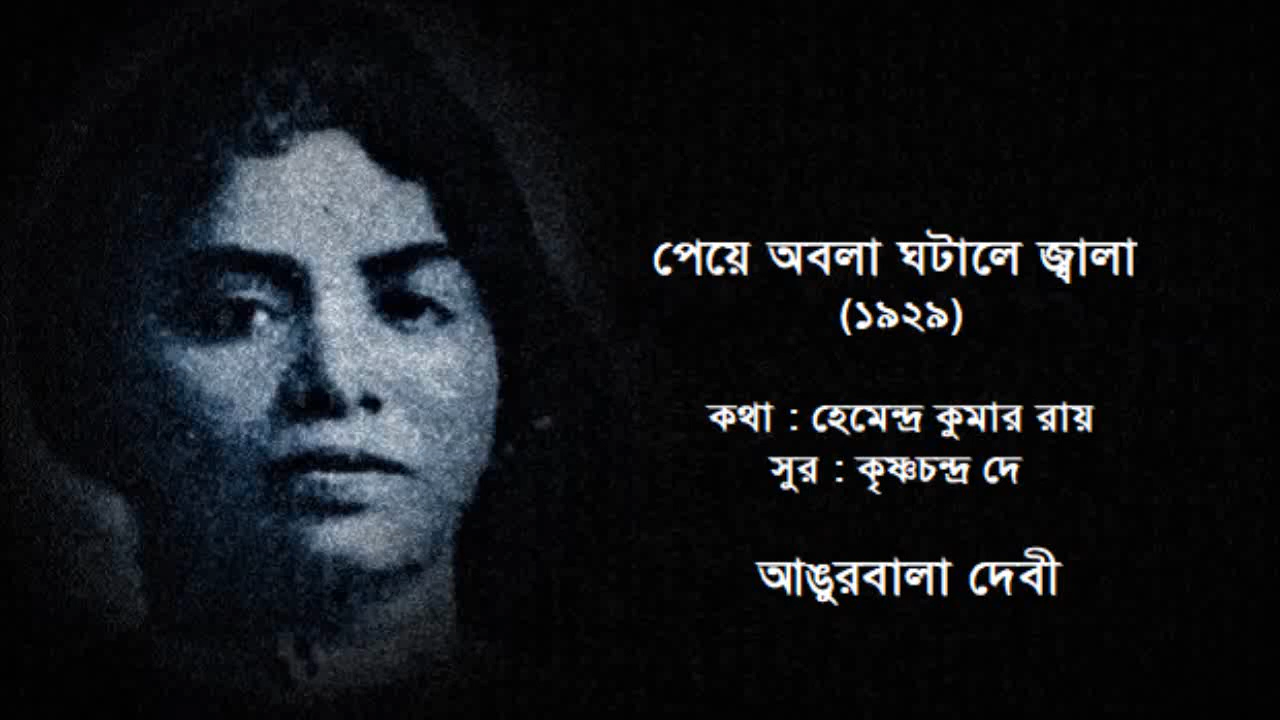 পেয়ে অবলা ঘটালে জ্বালা
(১৯২৯)
কথা : হেমেন্দ্র কুমার রায়
সুর : কৃষ্ণচন্দ্র দে
আঙুরবালা দেবী